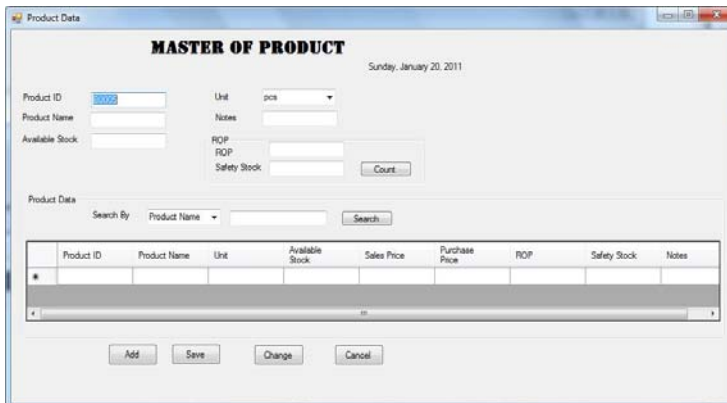 Product Data
MASTER OF PRODUCT
Sunday, January 20, 2011
Product ID
Unit pcs
Product Name
Notes
Available Stock
ROP
ROP
Safety Stock Count
Product Data
Search By Product Name Search
Product ID Product Name Unit Available Stock Sales Price Purchase Price ROP Safety Stock Notes
Add Save Change Cancel